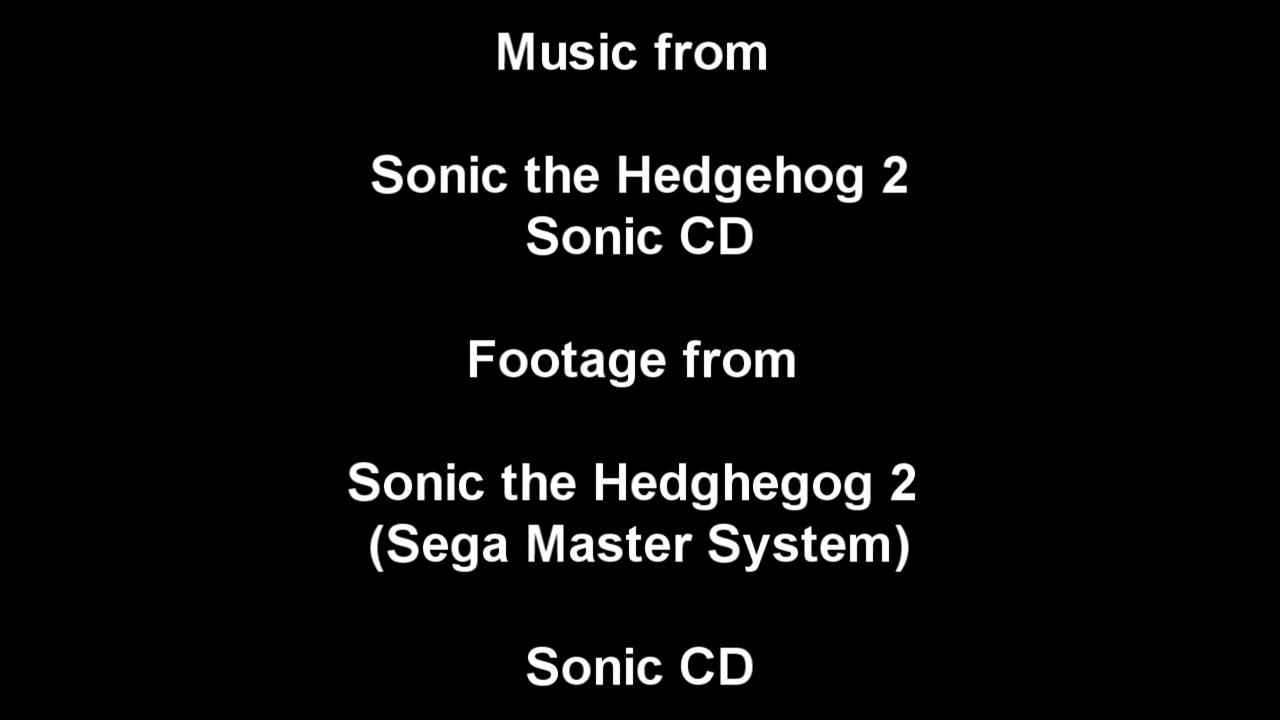 Music from
Sonic the Hedgehog 2
Sonic CD
Footage from
Sonic the Hedghegog 2
(Sega Master System)
Sonic CD